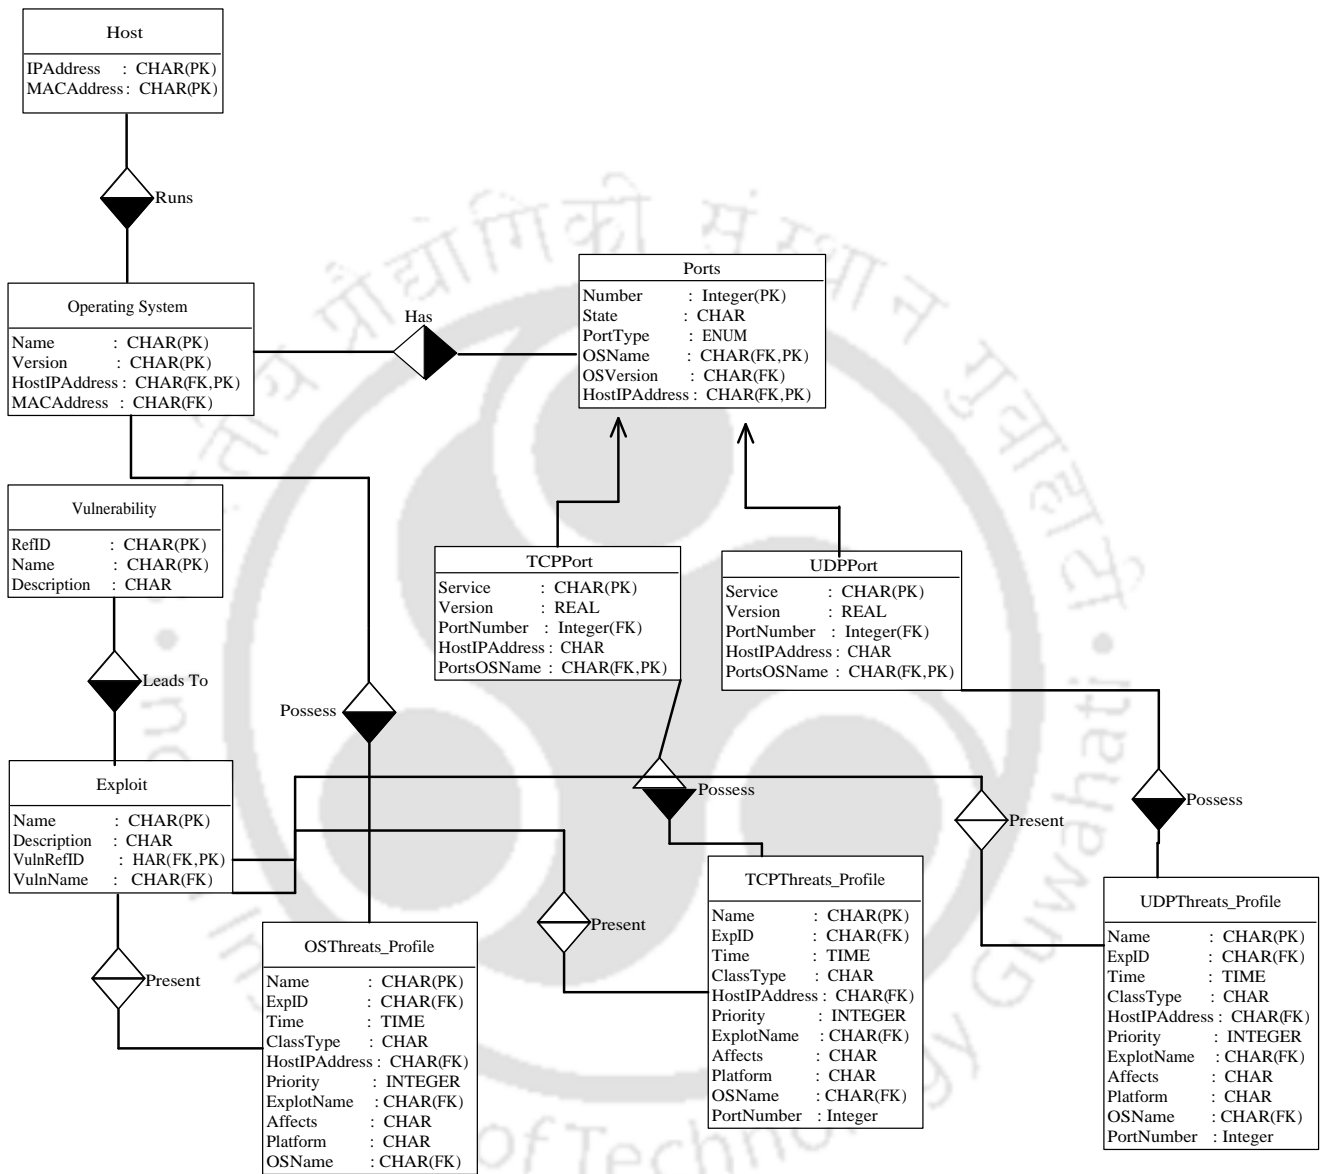 Host
IPAddress : CHAR(PK)
MACAddress : CHAR(PK)
Runs
Operating System
Name : CHAR(PK)
Version : CHAR(PK)
HostIPAddress : CHAR(FK,PK)
MACAddress : CHAR(FK)
Has
Ports
Number : Integer(PK)
State : CHAR
PortType : ENUM
OSName : CHAR(FK,PK)
OSVersion : CHAR(FK)
HostIPAddress : CHAR(FK,PK)
Vulnerability
RefID : CHAR(PK)
Name : CHAR(PK)
Description : CHAR
Leads To
TCPPort
Service : CHAR(PK)
Version : REAL
PortNumber : Integer(FK)
HostIPAddress : CHAR
PortsOSName : CHAR(FK,PK)
UDPPort
Service : CHAR(PK)
Version : REAL
PortNumber : Integer(FK)
HostIPAddress : CHAR
PortsOSName : CHAR(FK,PK)
Possess
Possess
Possess
Exploit
Name : CHAR(PK)
Description : CHAR
VulnRefID : HAR(FK,PK)
VulnName : CHAR(FK)
Present
Present
Present
OSThreats_Profile
Name : CHAR(PK)
ExpID : CHAR(FK)
Time : TIME
ClassType : CHAR
HostIPAddress : CHAR(FK)
Priority : INTEGER
ExplotName : CHAR(FK)
Affects : CHAR
Platform : CHAR
OSName : CHAR(FK)
TCPThreats_Profile
Name : CHAR(PK)
ExpID : CHAR(FK)
Time : TIME
ClassType : CHAR
HostIPAddress : CHAR(FK)
Priority : INTEGER
ExplotName : CHAR(FK)
Affects : CHAR
Platform : CHAR
OSName : CHAR(FK)
PortNumber : Integer
UDPThreats_Profile
Name : CHAR(PK)
ExpID : CHAR(FK)
Time : TIME
ClassType : CHAR
HostIPAddress : CHAR(FK)
Priority : INTEGER
ExplotName : CHAR(FK)
Affects : CHAR
Platform : CHAR
OSName : CHAR(FK)
PortNumber : Integer
of Technology Guwahati